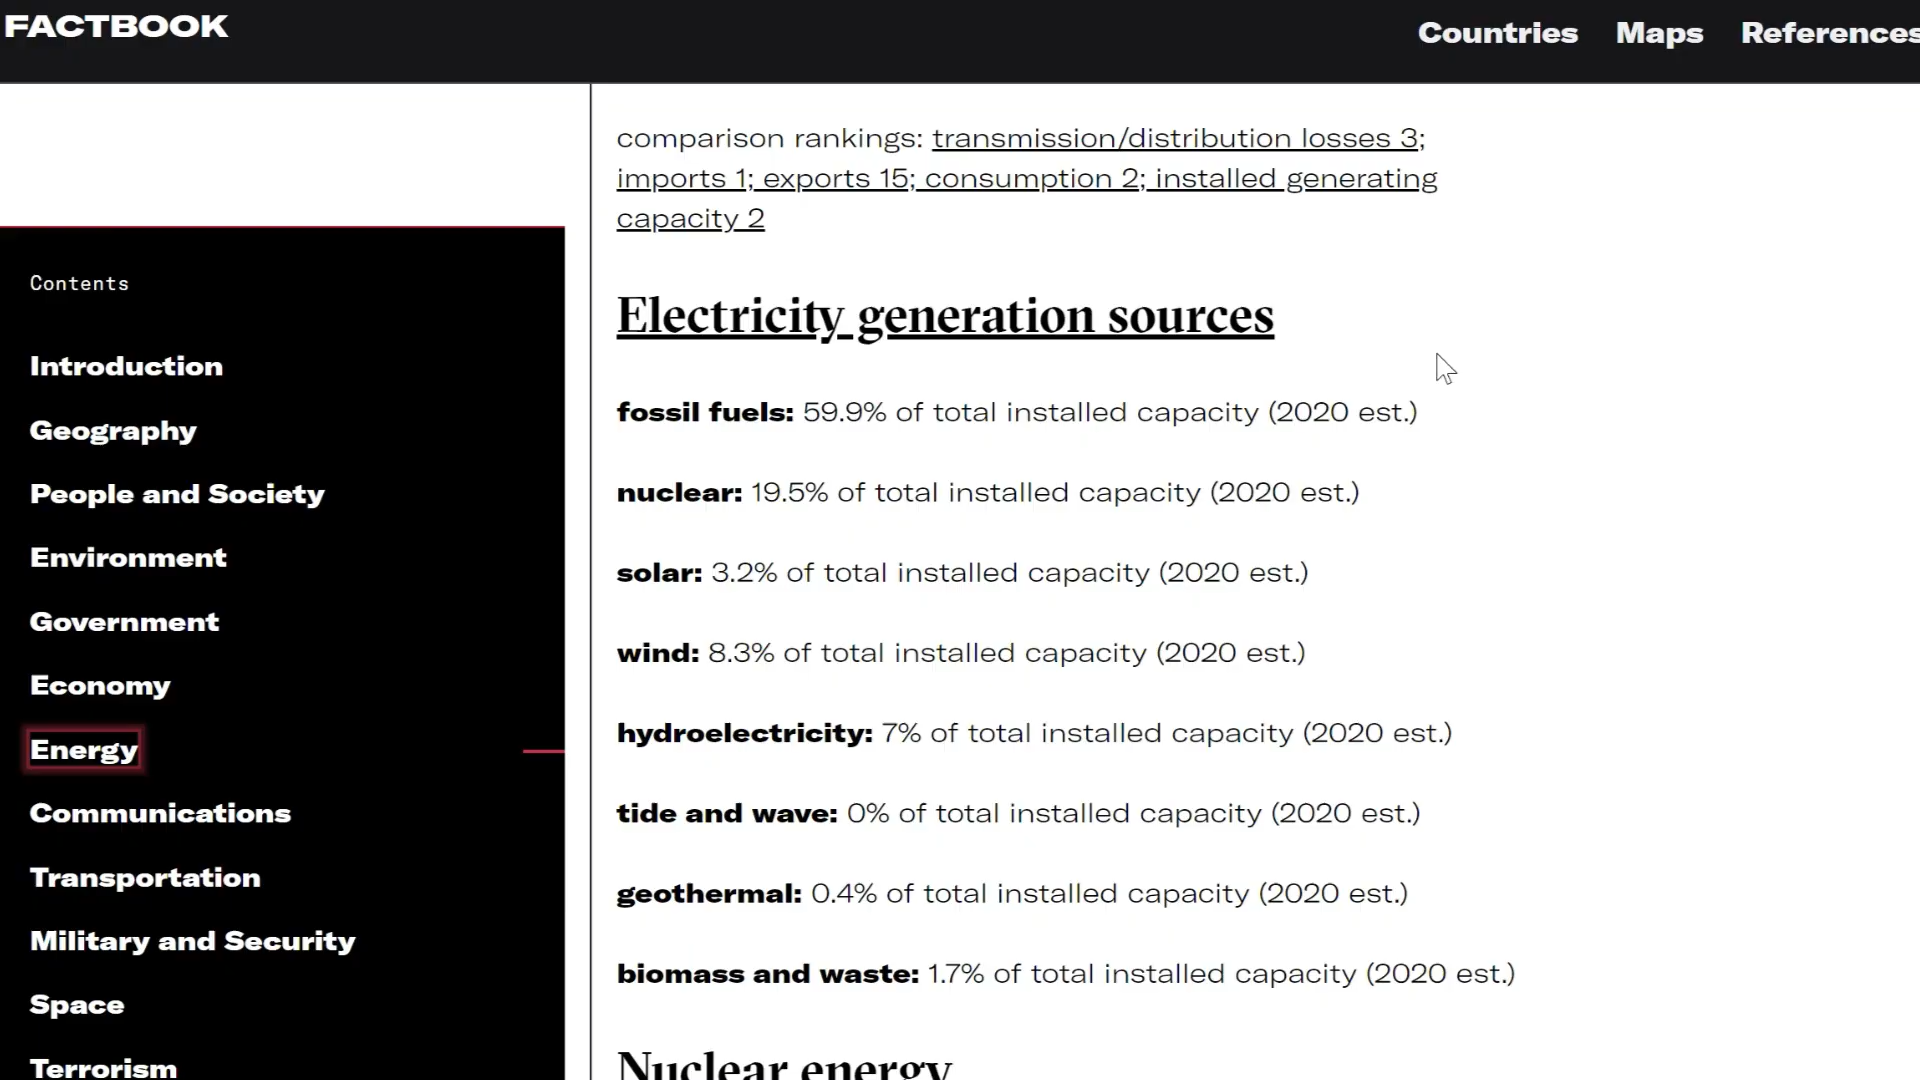 FACTBOOK
Countries Maps References
comparison rankings: transmission/distribution losses 3;
imports 1; exports 15; consumption 2; installed generating
capacity 2
Contents
Introduction
Geography
People and Society
Environment
Government
Economy
Energy
Communications
Transportation
Military and Security
Space
Terrorism
Electricity generation sources
fossil fuels: 59.9% of total installed capacity (2020 est.)
nuclear: 19.5% of total installed capacity (2020 est.)
solar: 3.2% of total installed capacity (2020 est.)
wind: 8.3% of total installed capacity (2020 est.)
hydroelectricity: 7% of total installed capacity (2020 est.)
tide and wave: 0% of total installed capacity (2020 est.)
geothermal: 0.4% of total installed capacity (2020 est.)
biomass and waste: 1.7% of total installed capacity (2020 est.)
Nuclear energy